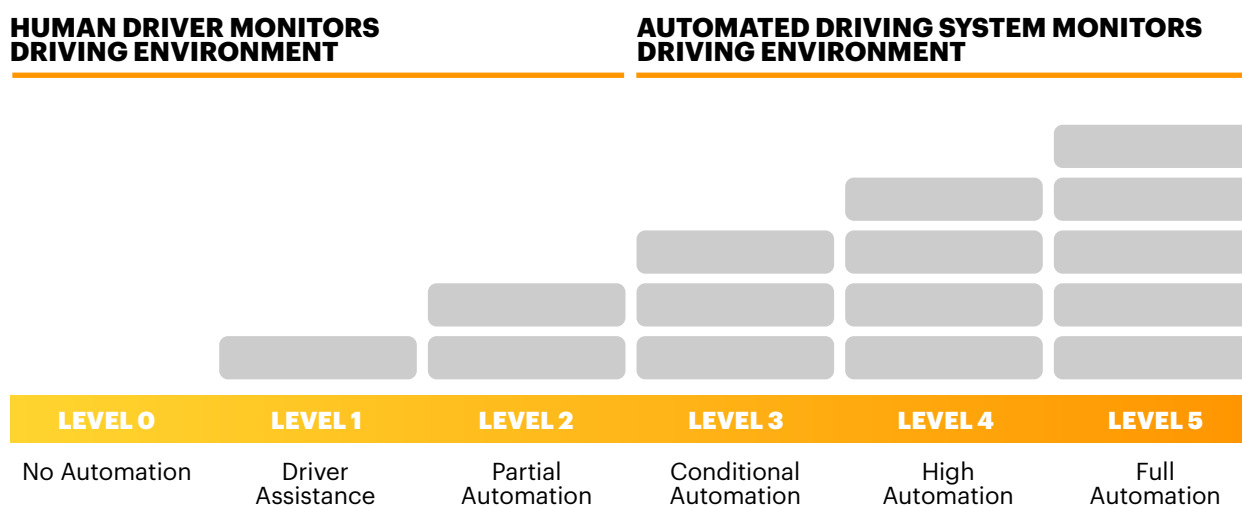 HUMAN DRIVER MONITORS
DRIVING ENVIRONMENT
AUTOMATED DRIVING SYSTEM MONITORS
DRIVING ENVIRONMENT
LEVEL 0
LEVEL 1
LEVEL 2
LEVEL 3
LEVEL 4
LEVEL 5
No Automation
Driver
Assistance
Partial
Automation
Conditional
Automation
High
Automation
Full
Automation